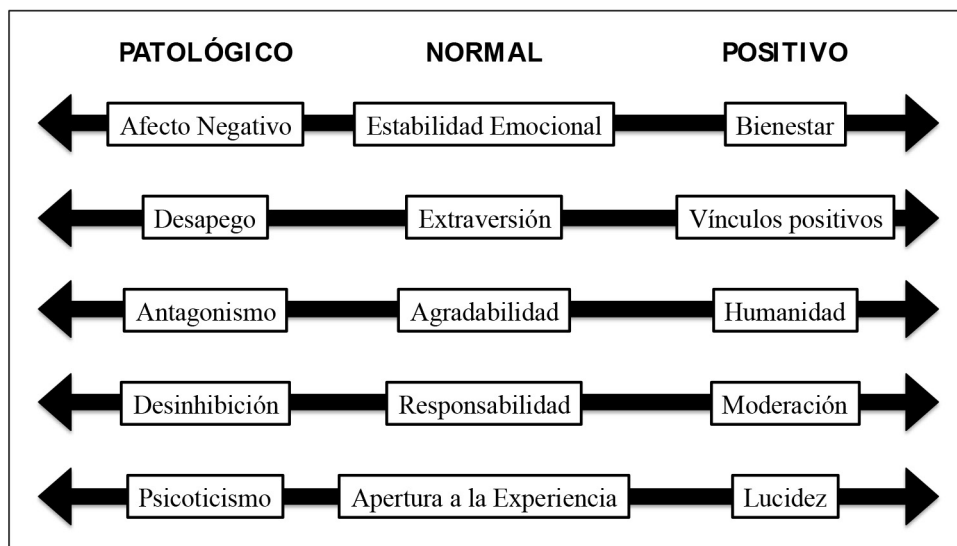 PATOLÓGICO NORMAL POSITIVO
Afecto Negativo Estabilidad Emocional Bienestar
Desapego Extraversión Vínculos positivos
Antagonismo Agradabilidad Humanidad
Desinhibición Responsabilidad Moderación
Psicoticismo Apertura a la Experiencia Lucidez